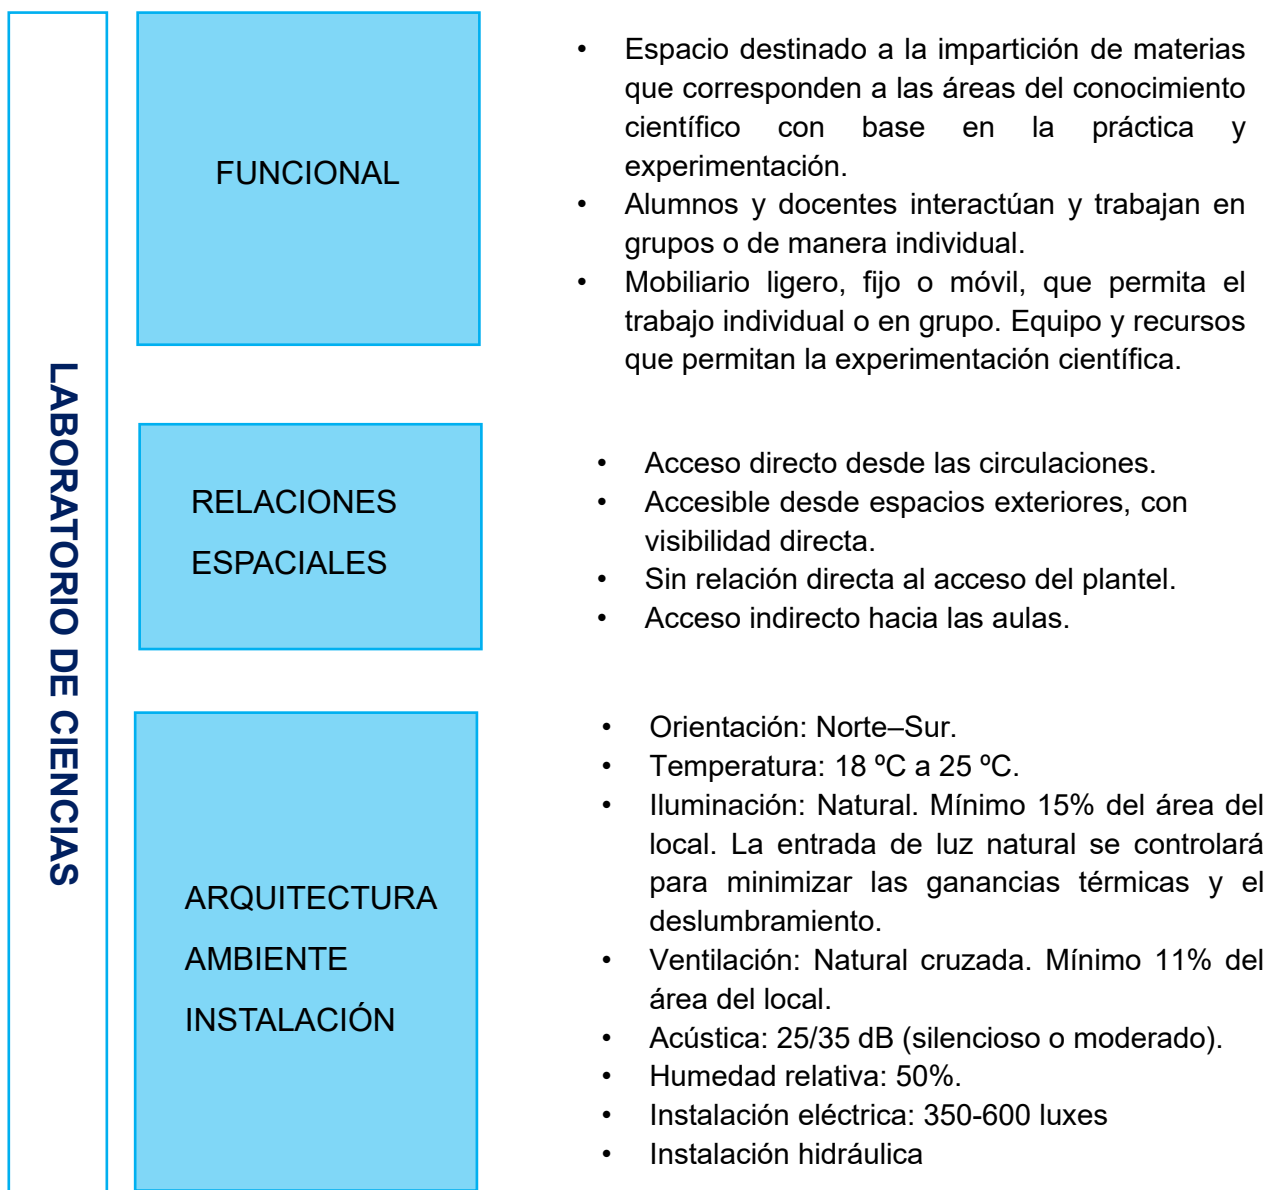 LABORATORIO DE CIENCIAS
FUNCIONAL
• Espacio destinado a la impartición de materias
que corresponden a las áreas del conocimiento
científico con base en la práctica y
experimentación.
• Alumnos y docentes interactúan y trabajan en
grupos o de manera individual.
• Mobiliario ligero, fijo o móvil, que permita el
trabajo individual o en grupo. Equipo y recursos
que permitan la experimentación científica.
RELACIONES
ESPACIALES
• Acceso directo desde las circulaciones.
• Accesible desde espacios exteriores, con
visibilidad directa.
• Sin relación directa al acceso del plantel.
• Acceso indirecto hacia las aulas.
ARQUITECTURA
AMBIENTE
INSTALACIÓN
• Orientación: Norte–Sur.
• Temperatura: 18 ºC a 25 ºC.
• Iluminación: Natural. Mínimo 15% del área del
local. La entrada de luz natural se controlará
para minimizar las ganancias térmicas y el
deslumbramiento.
• Ventilación: Natural cruzada. Mínimo 11% del
área del local.
• Acústica: 25/35 dB (silencioso o moderado).
• Humedad relativa: 50%.
• Instalación eléctrica: 350-600 luxes
• Instalación hidráulica